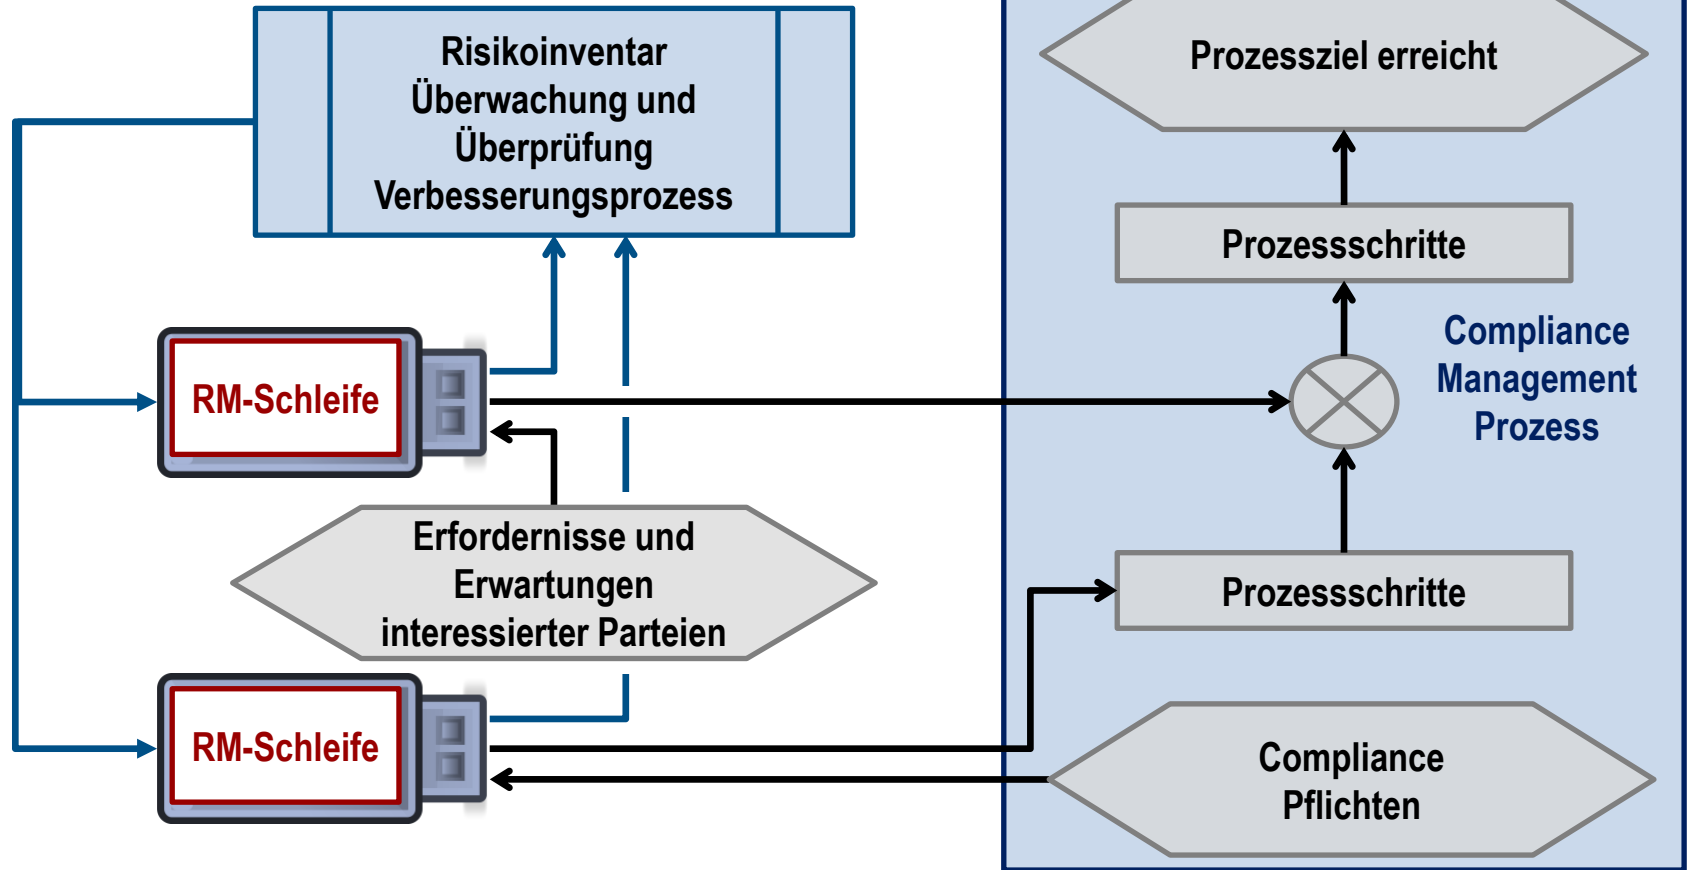 Risikoinventar
Überwachung und
Überprüfung
Verbesserungsprozess
Prozessziel erreicht
Prozessschritte
Compliance
Management
Prozess
RM-Schleife
Erfordernisse und
Erwartungen
interessierter Parteien
Prozessschritte
RM-Schleife
Compliance
Pflichten